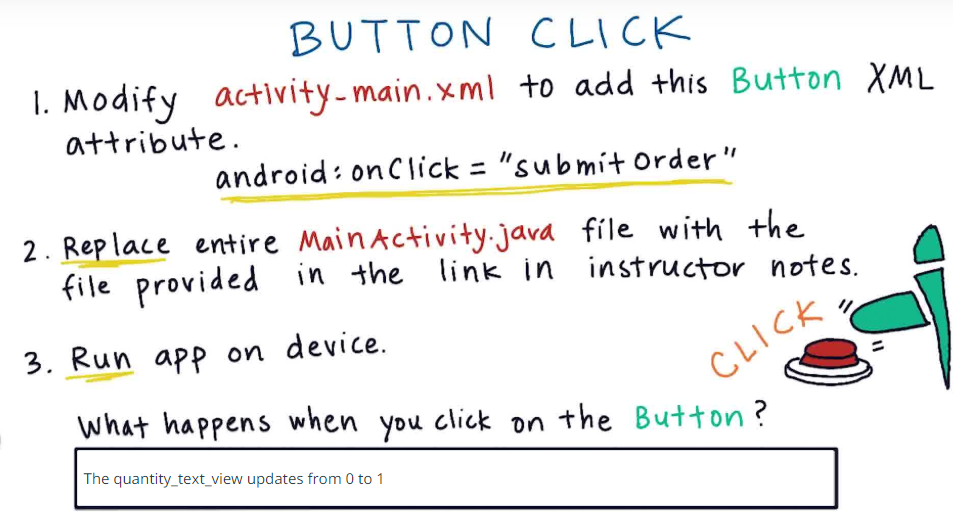 BUTTON CLICK
1. Modify activity_main.xml to add this Button XML
attribute.
android:onClick = "submitOrder"
2. Replace entire MainActivity.java file with the
file provided in the link in instructor notes.
CLICK
3. Run app on device.
What happens when you click on the Button?
The quantity_text_view updates from 0 to 1